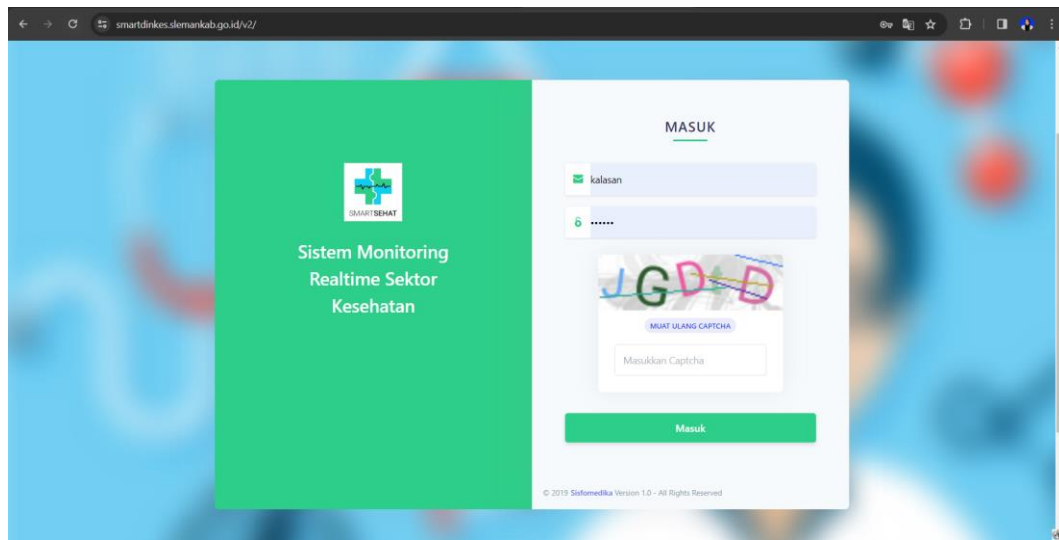 smartdinkes.slemankab.go.id/v2/
MASUK
kalasan
SMARTSEHAT
Sistem Monitoring
Realtime Sektor
Kesehatan
MUAT ULANG CAPTCHA
Masukkan Captcha
Masuk
© 2019 Sisfomedika Version 1.0 - All Rights Reserved